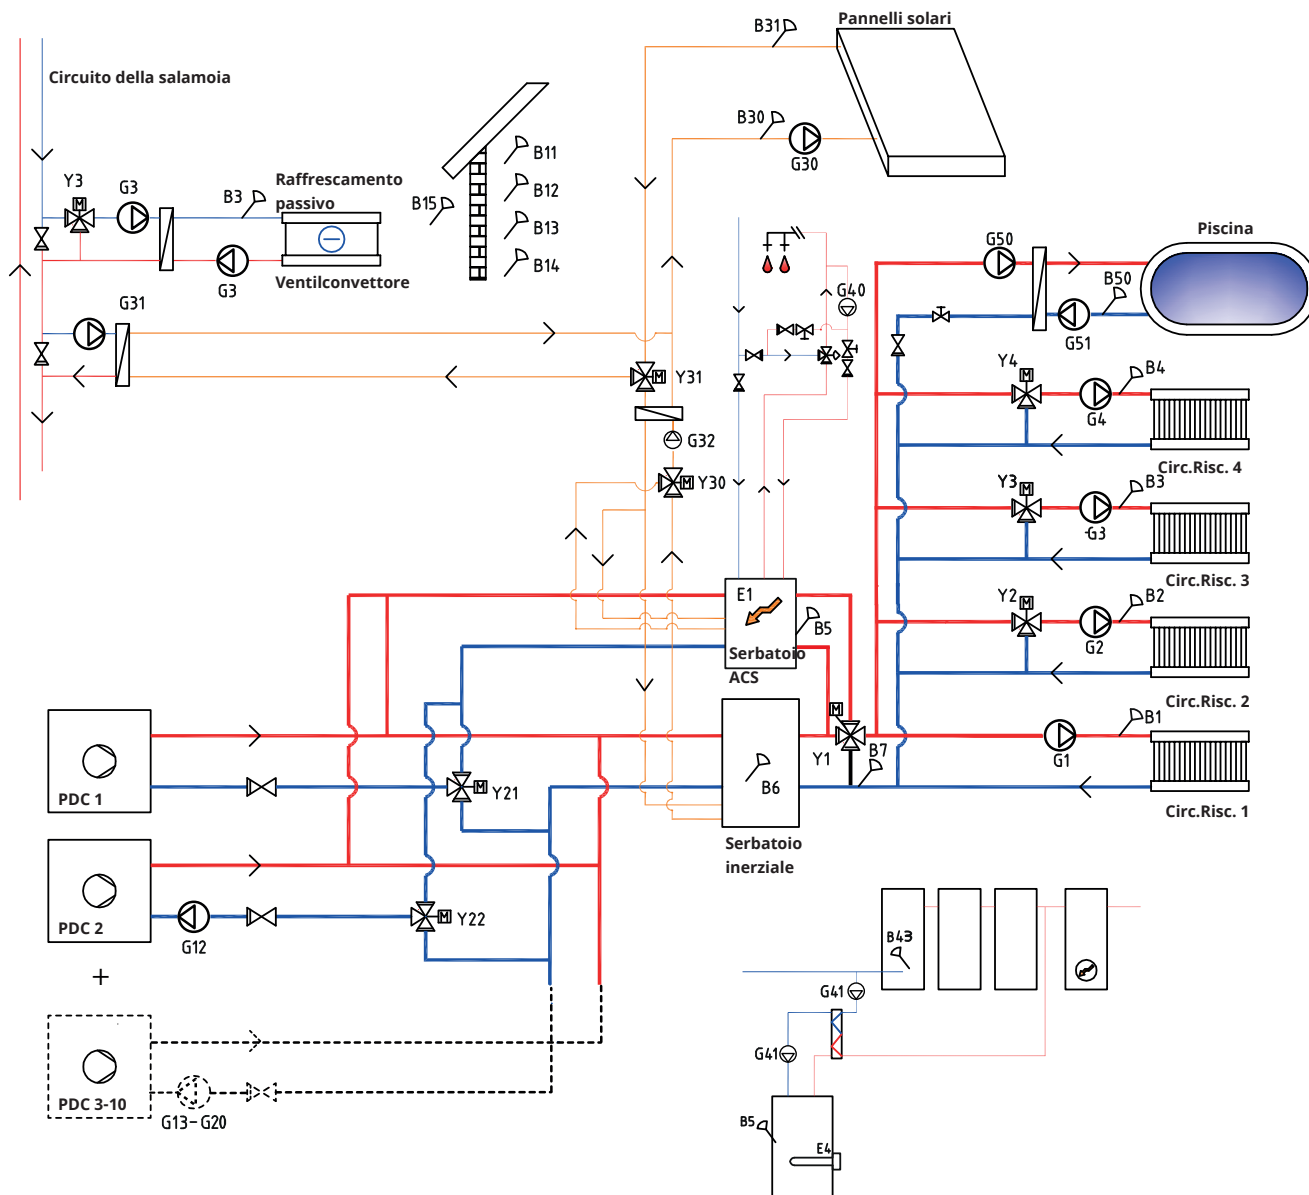 B31
Pannelli solari
Circuito della salamoia
B30
G30
Y3
G3
B3
Raffrescamento
passivo
B15
B11
B12
B13
B14
G3
Ventilconvettore
G31
G50
Piscina
B50
G51
G40
Y31
Y4
B4
G4
Circ.Risc. 4
G32
Y30
Y3
B3
G3
Circ.Risc. 3
E1
B5
Serbatoio
ACS
Y2
B2
G2
Circ.Risc. 2
M
M
M
M
M
M
M
M
M
PDC 1
Y21
B6
Y1
B7
B1
G1
Circ.Risc. 1
Serbatoio
inerziale
PDC 2
G12
Y22
+
PDC 3-10
G13-G20
B43
G41
G41
B5
E4